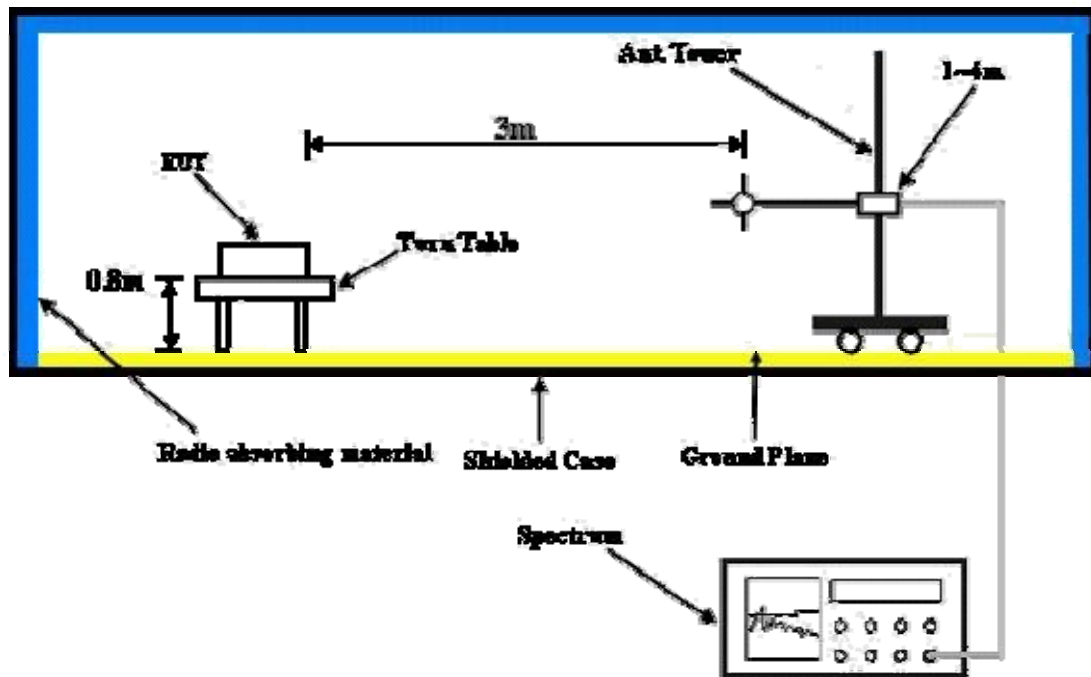 Ant. Tower
1~4m
3m
EUT
Turn Table
0.8m
Radio absorbing material
Shielded Case
Ground Plane
Spectrum